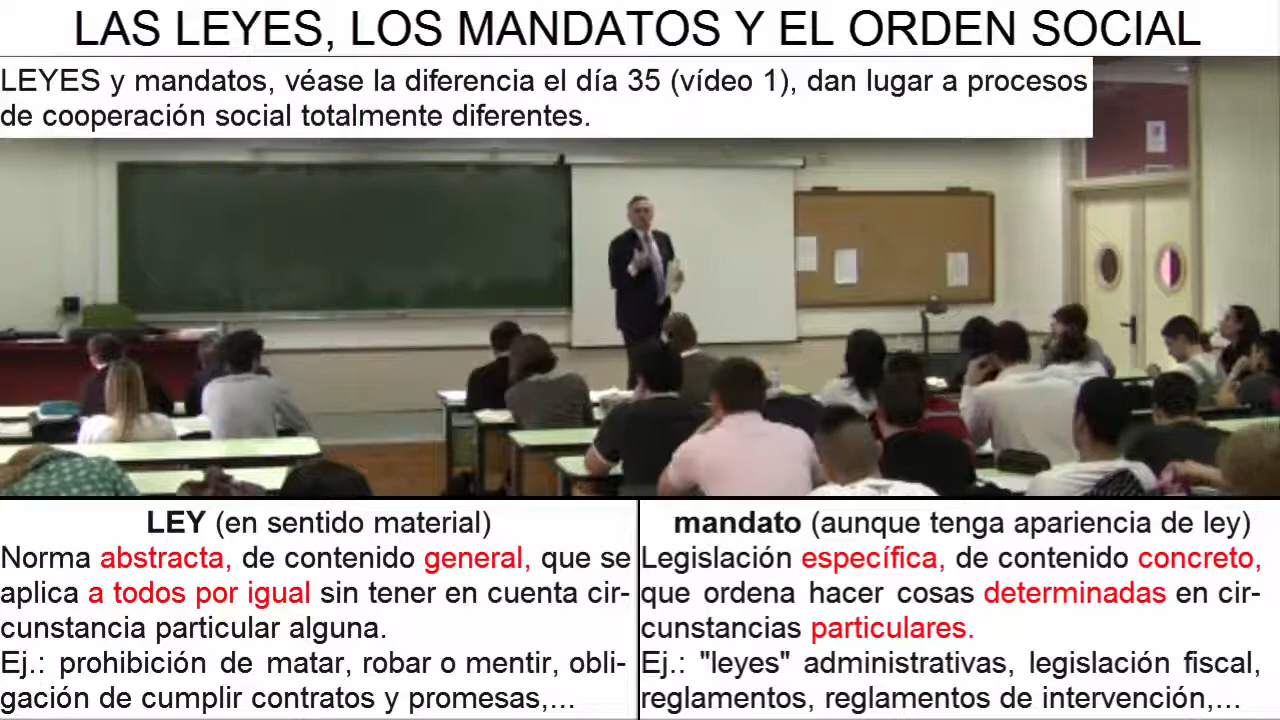 LAS LEYES, LOS MANDATOS Y EL ORDEN SOCIAL
LEYES y mandatos, véase la diferencia el día 35 (vídeo 1), dan lugar a procesos
de cooperación social totalmente diferentes.
LEY (en sentido material)
Norma abstracta, de contenido general, que se
aplica a todos por igual sin tener en cuenta cir-
cunstancia particular alguna.
Ej.: prohibición de matar, robar o mentir, obli-
gación de cumplir contratos y promesas,...
mandato (aunque tenga apariencia de ley)
Legislación específica, de contenido concreto,
que ordena hacer cosas determinadas en cir-
cunstancias particulares.
Ej.: "leyes" administrativas, legislación fiscal,
reglamentos, reglamentos de intervención,...